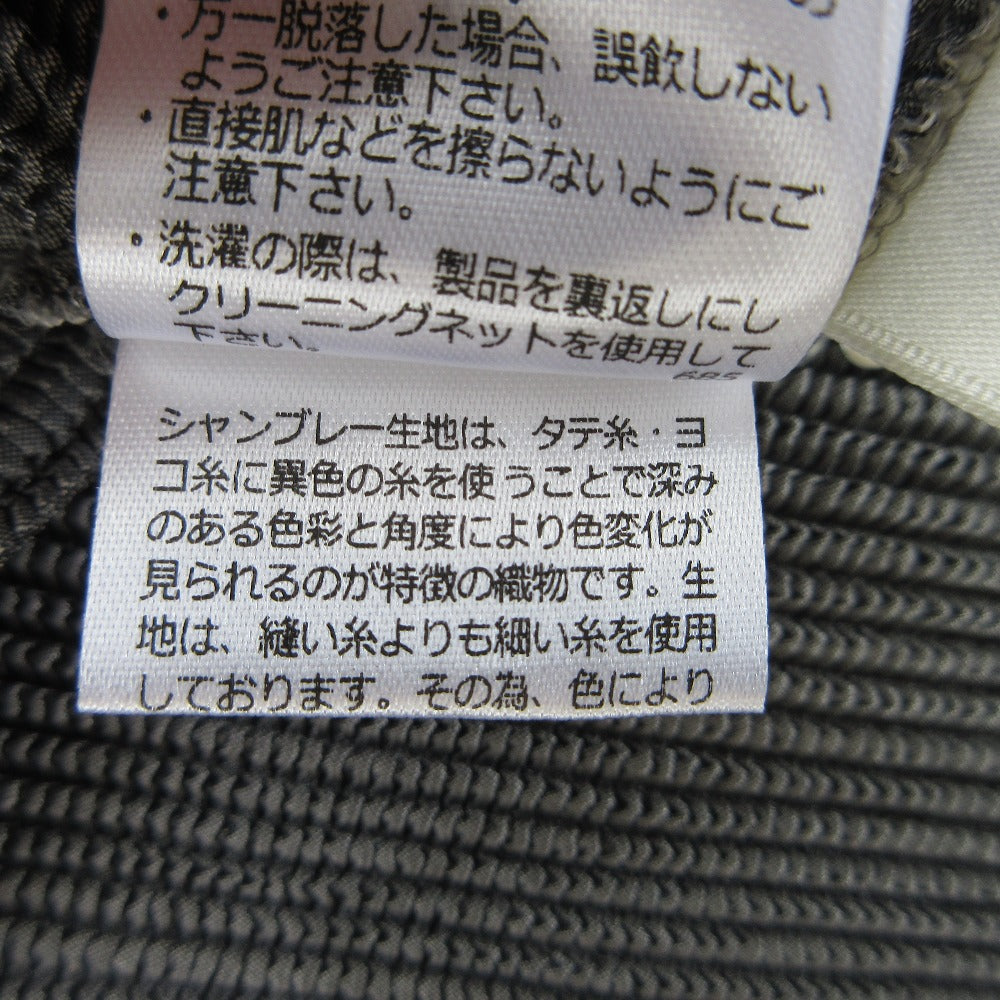 ・万一脱落した場合、誤飲しない
ようご注意下さい。
・直接肌などを擦らないようにご
注意下さい。
・洗濯の際は、製品を裏返しにし
クリーニングネットを使用して
下さい。
685
シャンブレー生地は、タテ糸・ヨ
コ糸に異色の糸を使うことで深み
のある色彩と角度により色変化が
見られるのが特徴の織物です。生
地は、縫い糸よりも細い糸を使用
しております。その為、色により